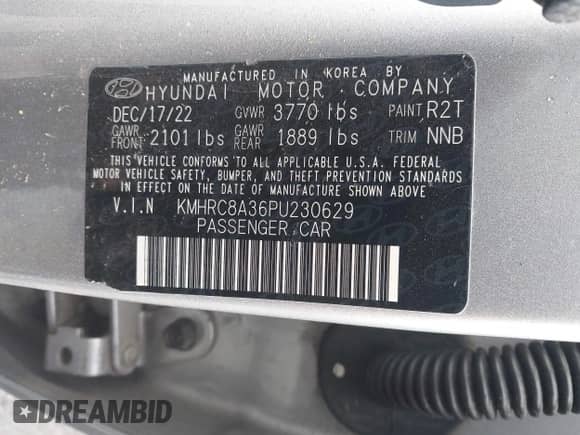 MANUFACTURED IN KOREA BY
HYUNDAI MOTOR COMPANY
DEC/17/22 GVWR 3770 lbs PAINT R2T
GAWR FRONT 2101 lbs GAWR REAR 1889 lbs TRIM NNB
THIS VEHICLE CONFORMS TO ALL APPLICABLE U.S.A. FEDERAL
MOTOR VEHICLE SAFETY, BUMPER, AND THEFT PREVENTION STANDARDS
IN EFFECT ON THE DATE OF MANUFACTURE SHOWN ABOVE.
V.I.N KMHRC8A36PU230629
PASSENGER CAR
DREAMBID